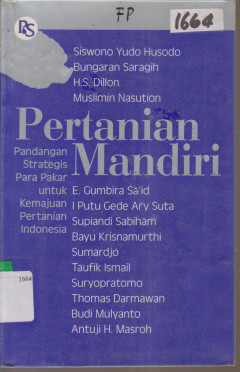 PS
FP
1664
Siswono Yudo Husodo
Bungaran Saragih
H.S. Dillon
Muslimin Nasution
Pertanian
Mandiri
Pandangan
Strategis
Para Pakar
untuk
Kemajuan
Pertanian
Indonesia
E. Gumbira Sa'id
I Putu Gede Ary Suta
Supiandi Sabiham
Bayu Krisnamurthi
Sumardjo
Taufik Ismail
Suryopratomo
Thomas Darmawan
Budi Mulyanto
Antuji H. Masroh
1664